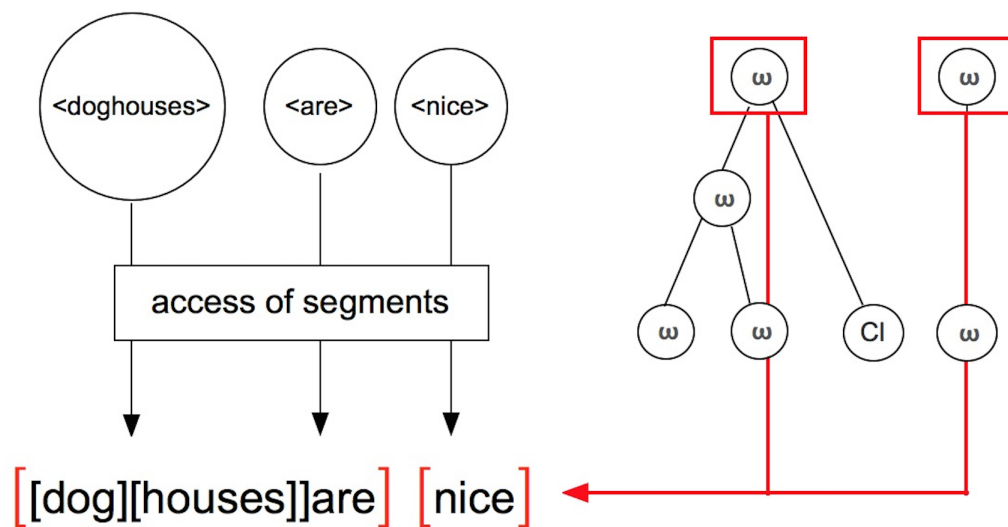 <doghouses> <are> <nice> ω ω
ω
access of segments
ω ω Cl ω
[[dog][houses]]are] [nice]